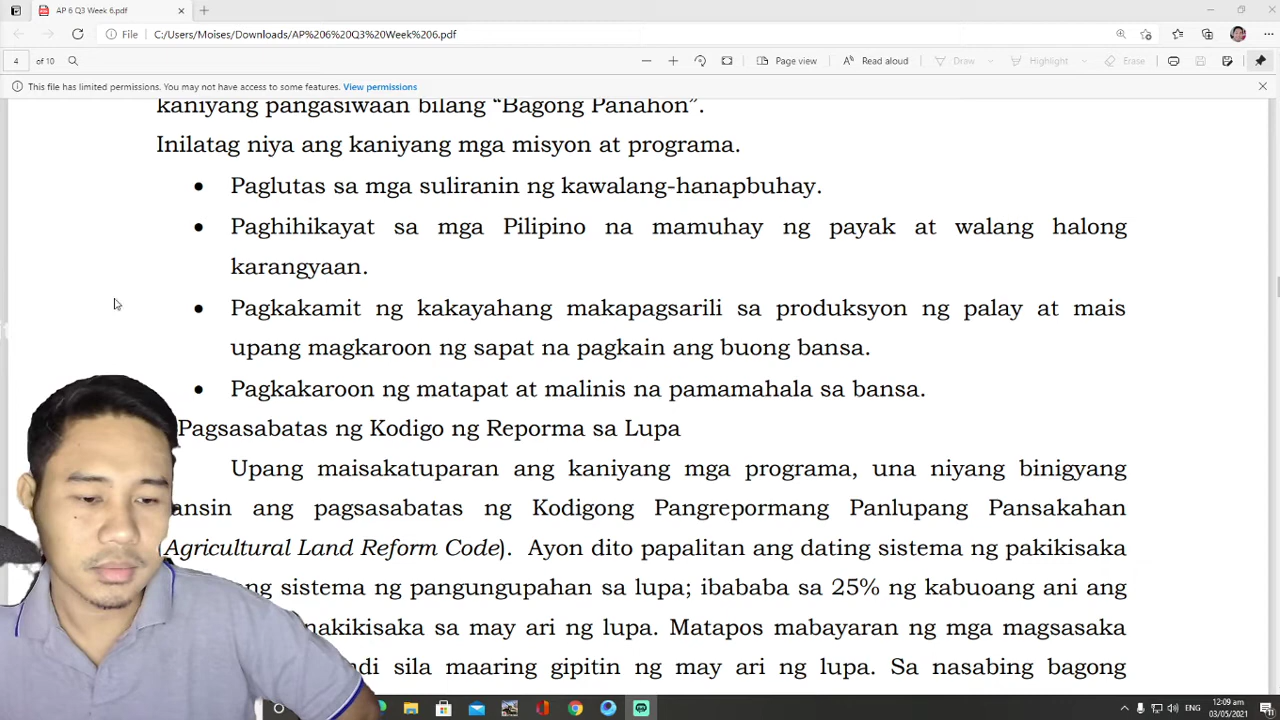 AP 6 Q3 Week 6.pdf
File C:/Users/Moises/Downloads/AP%206%20Q3%20Week%206.pdf
4 of 10 Page view Read aloud Draw Highlight Erase
This file has limited permissions. You may not have access to some features. View permissions
kaniyang pangasiwaan bilang “Bagong Panahon”.
Inilatag niya ang kaniyang mga misyon at programa.
• Paglutas sa mga suliranin ng kawalang-hanapbuhay.
• Paghihikayat sa mga Pilipino na mamuhay ng payak at walang halong
karangyaan.
• Pagkakamit ng kakayahang makapagsarili sa produksyon ng palay at mais
upang magkaroon ng sapat na pagkain ang buong bansa.
• Pagkakaroon ng matapat at malinis na pamamahala sa bansa.
Pagsasabatas ng Kodigo ng Reporma sa Lupa
Upang maisakatuparan ang kaniyang mga programa, una niyang binigyang
ansin ang pagsasabatas ng Kodigong Pangrepormang Panlupang Pansakahan
(Agricultural Land Reform Code). Ayon dito papalitan ang dating sistema ng pakikisaka
ng sistema ng pangungupahan sa lupa; ibababa sa 25% ng kabuoang ani ang
nakikisaka sa may ari ng lupa. Matapos mabayaran ng mga magsasaka
di sila maaring gipitin ng may ari ng lupa. Sa nasabing bagong
ENG 12:09 am
03/05/2021